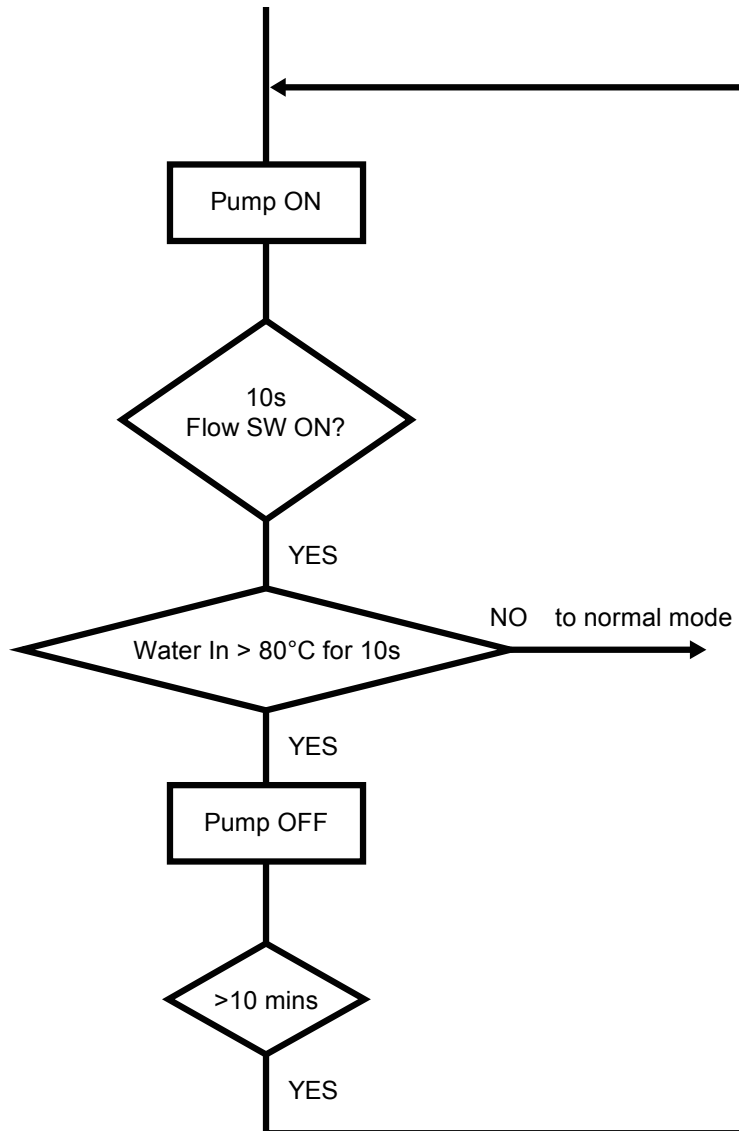 Pump ON
10s
Flow SW ON?
YES
NO to normal mode
Water In > 80°C for 10s
YES
Pump OFF
>10 mins
YES